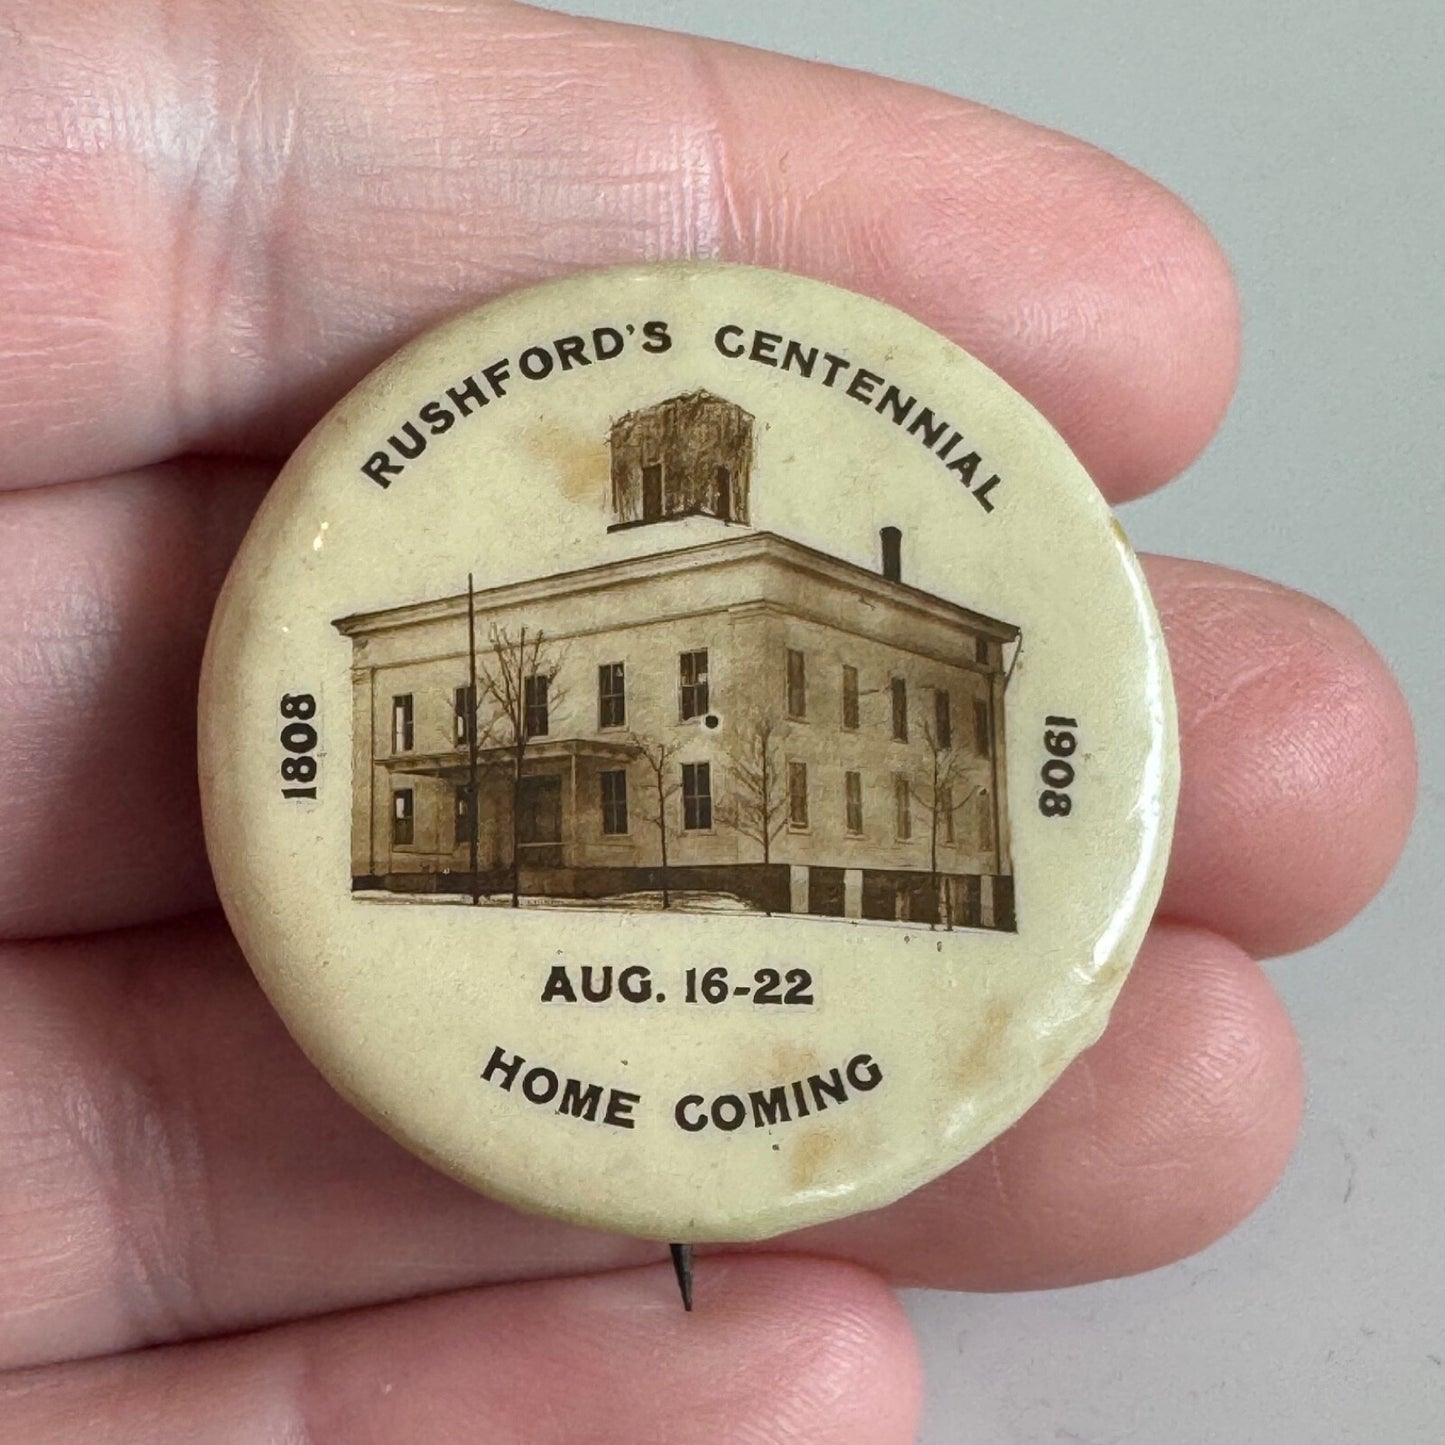 RUSHFORD'S CENTENNIAL
1808
1908
AUG. 16-22
HOME COMING